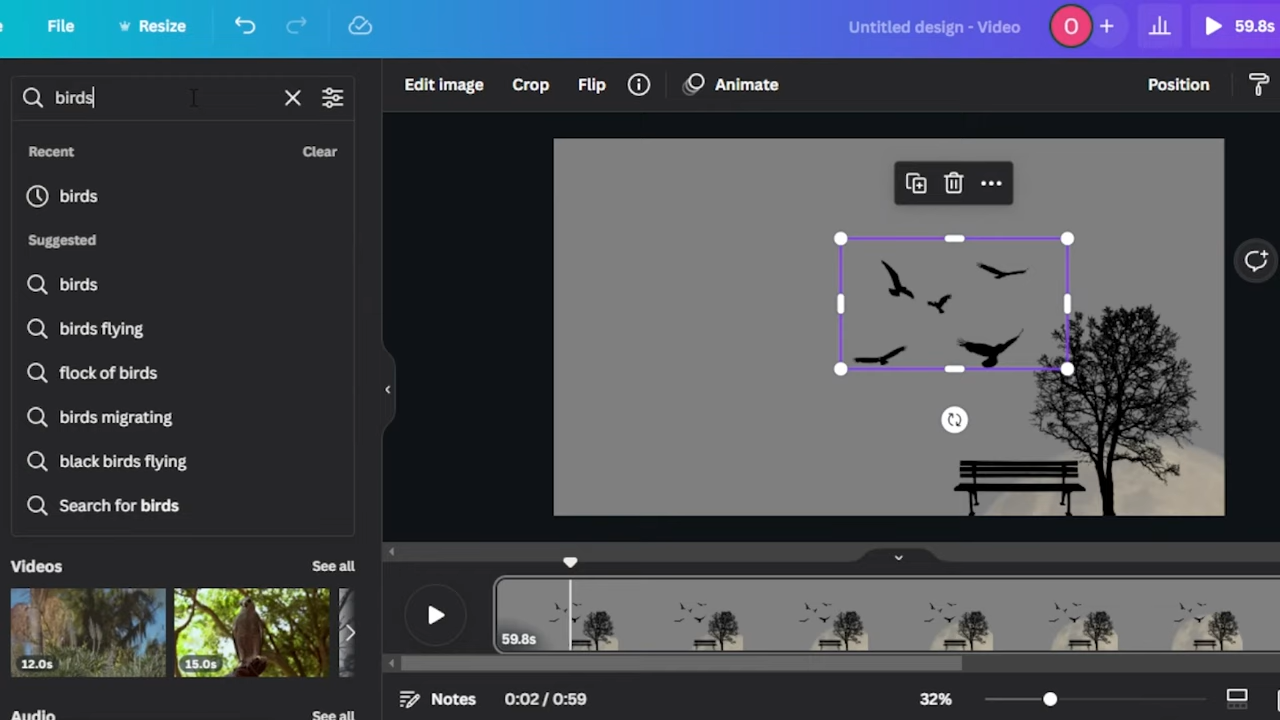 e File Resize Untitled design - Video O + 59.8s
birds
Edit image Crop Flip Animate Position
Recent Clear
birds
Suggested
birds
birds flying
flock of birds
birds migrating
black birds flying
Search for birds
Videos See all
12.0s 15.0s
59.8s
Notes 0:02 / 0:59 32%
Audio See all